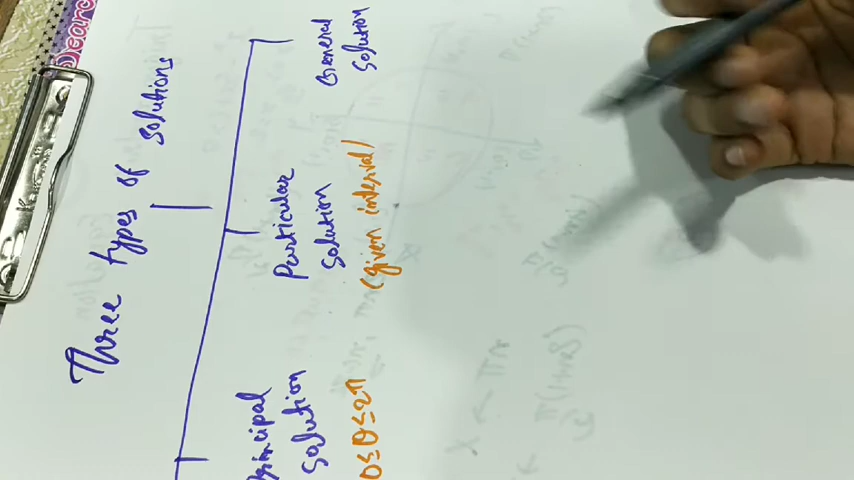 Three types of solutions
Principal
solution
0≤θ≤2π
Particular
solution
(given interval)
General
solution